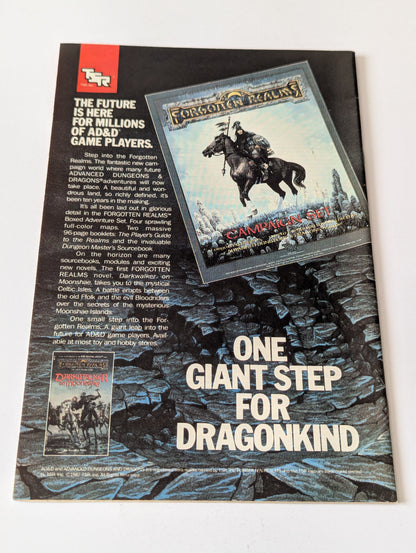 TSR
THE FUTURE
IS HERE
FOR MILLIONS
OF AD&D®
GAME PLAYERS.
Step into the Forgotten
Realms. The fantastic new cam-
paign world where many future
ADVANCED DUNGEONS &
DRAGONS® adventures will now
take place. A beautiful and won-
drous land, so richly defined, it's
been ten years in the making.
It's all been laid out in glorious
detail in the FORGOTTEN REALMS™
Boxed Adventure Set. Four sprawling
full-color maps. Two massive
96-page booklets: The Player's Guide
to the Realms and the invaluable
Dungeon Master's Sourcebook.
On the horizon are many
sourcebooks, modules and exciting
new novels. The first FORGOTTEN
REALMS novel, Darkwalker on
Moonshae, takes you to the mystical
Celtic Isles. A battle erupts between
the old Ffolk and the evil Bloodriders
over the secrets of the mysterious
Moonshae Islands.
One small step into the For-
gotten Realms. A giant leap into the
future for AD&D game players. Avail-
able at most toy and hobby stores.
FORGOTTEN REALMS
CAMPAIGN SET
DARKWALKER
on MOONSHAE
ONE
GIANT STEP
FOR
DRAGONKIND